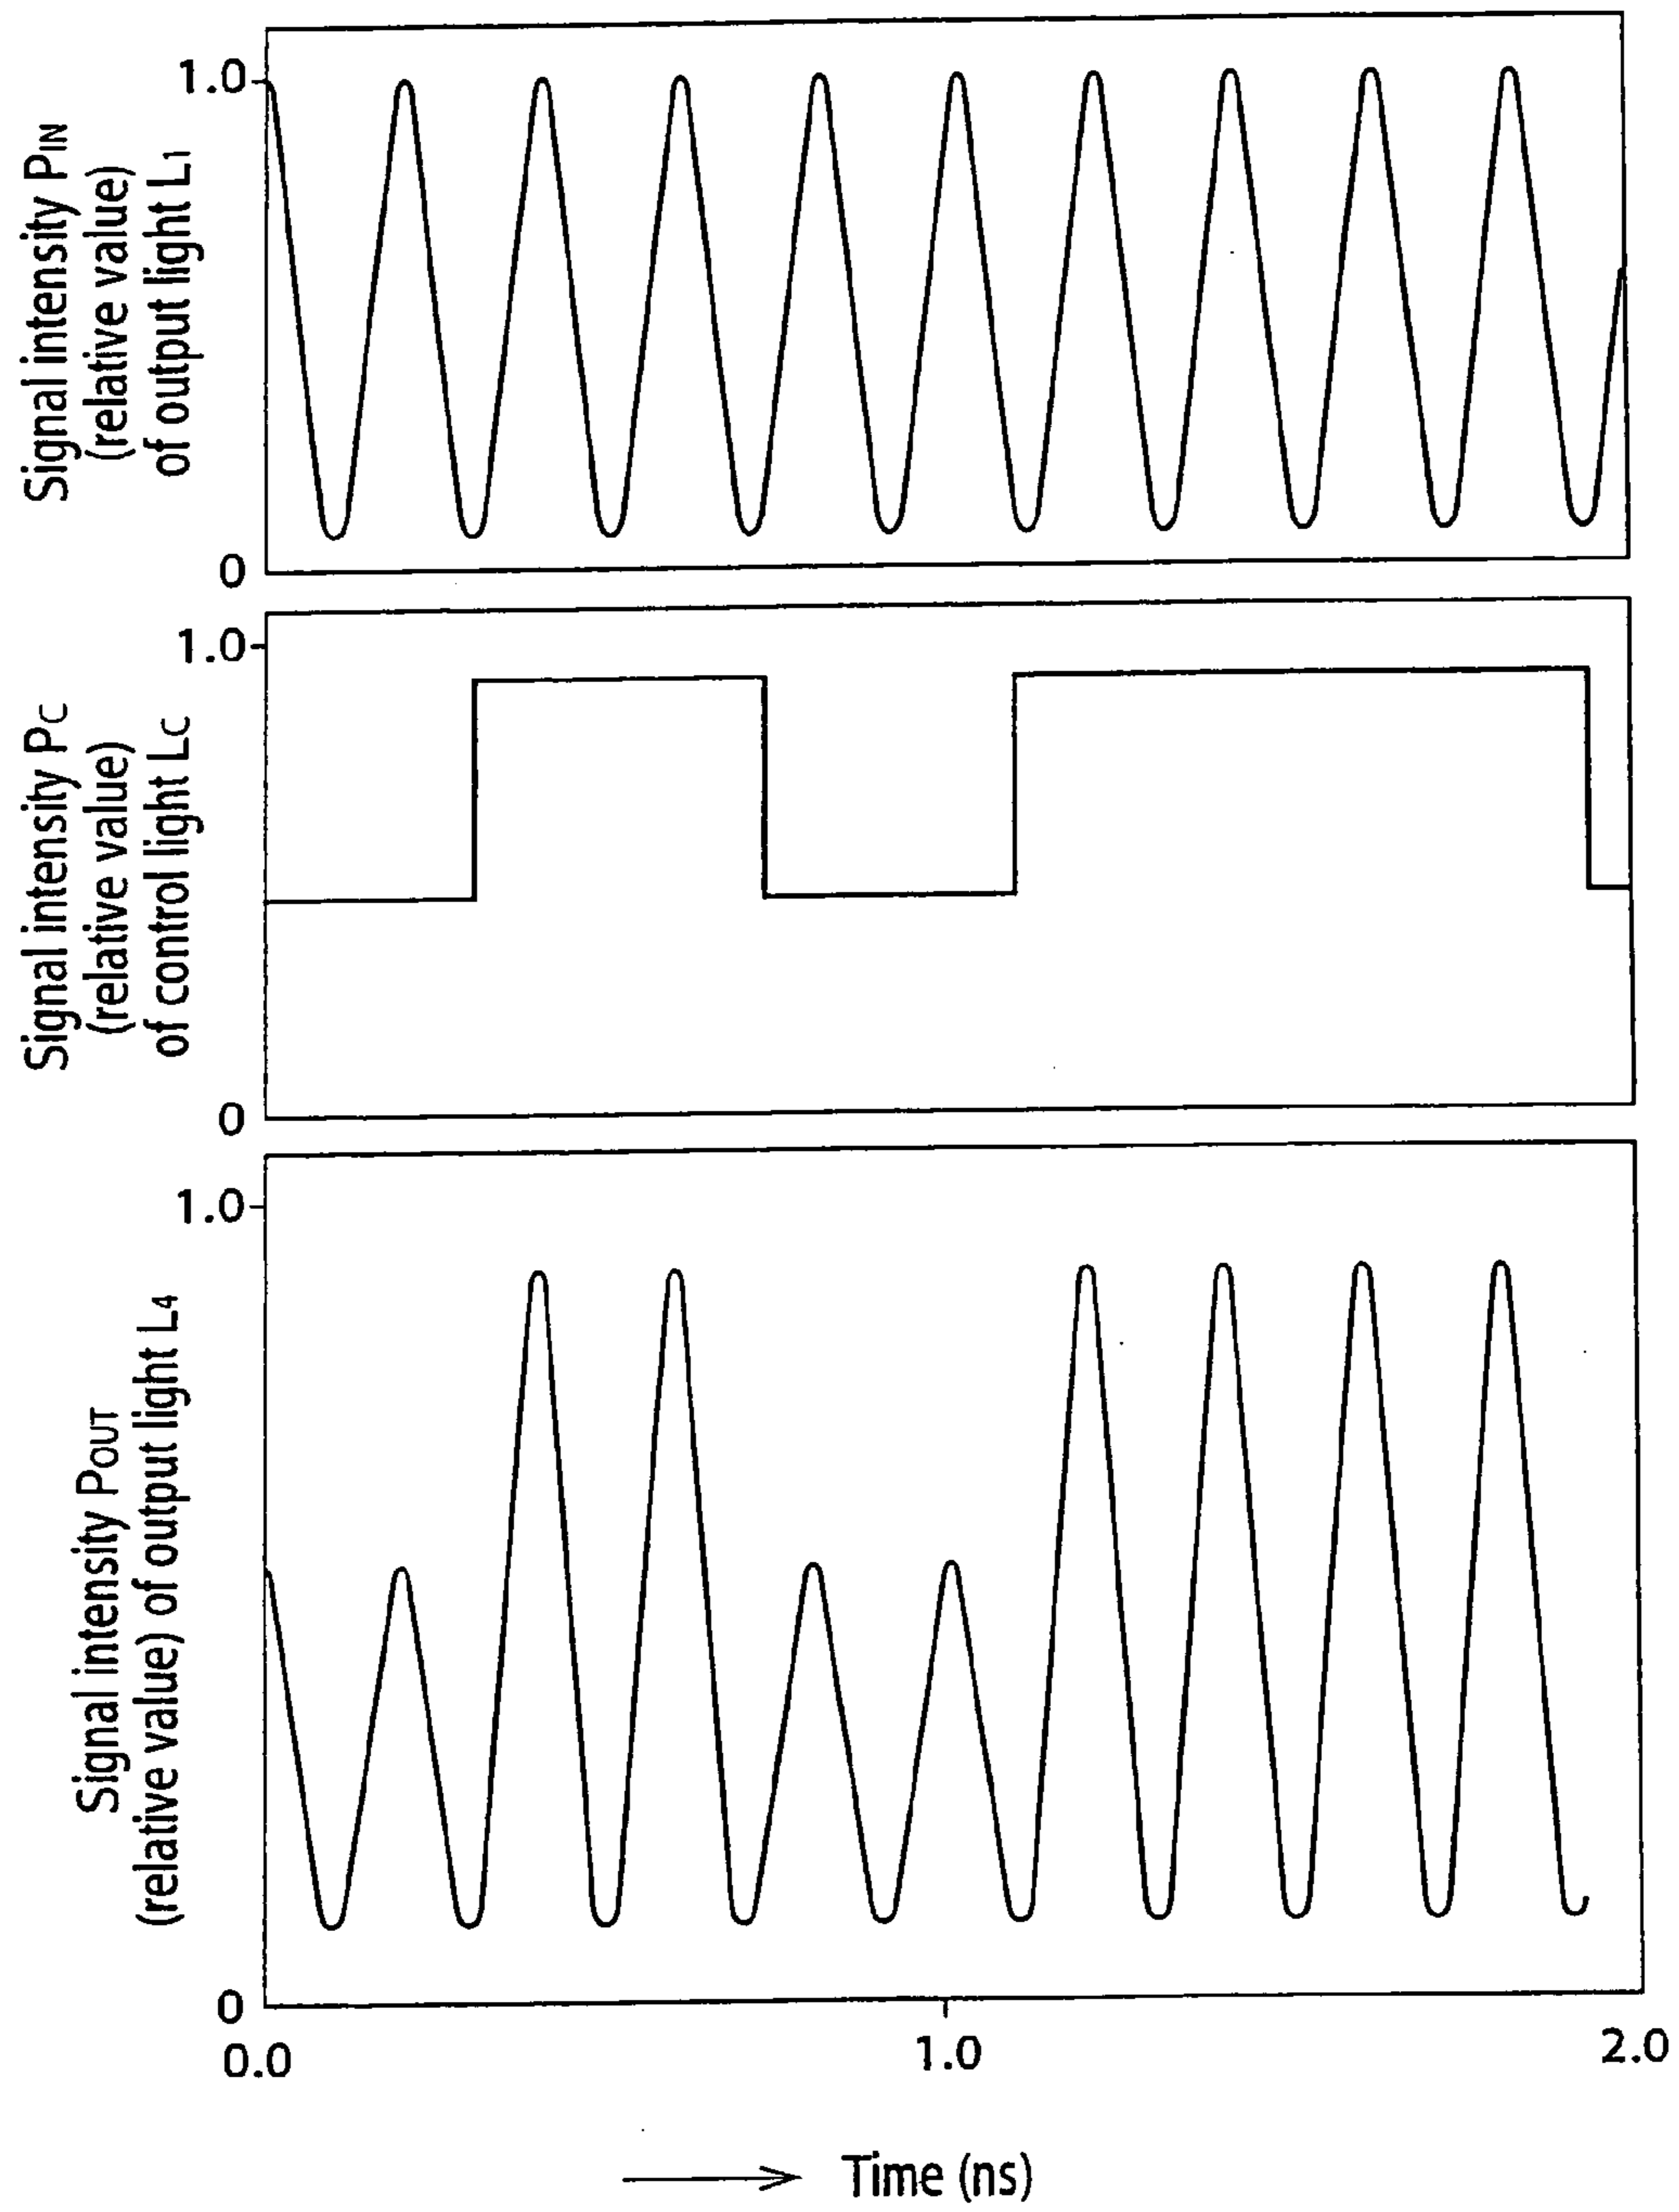 Signal intensity PIN
(relative value)
of output light L1
1.0
0
Signal intensity PC
(relative value)
of control light LC
1.0
0
Signal intensity POUT
(relative value) of output light L4
1.0
0
0.0
1.0
2.0
Time (ns)